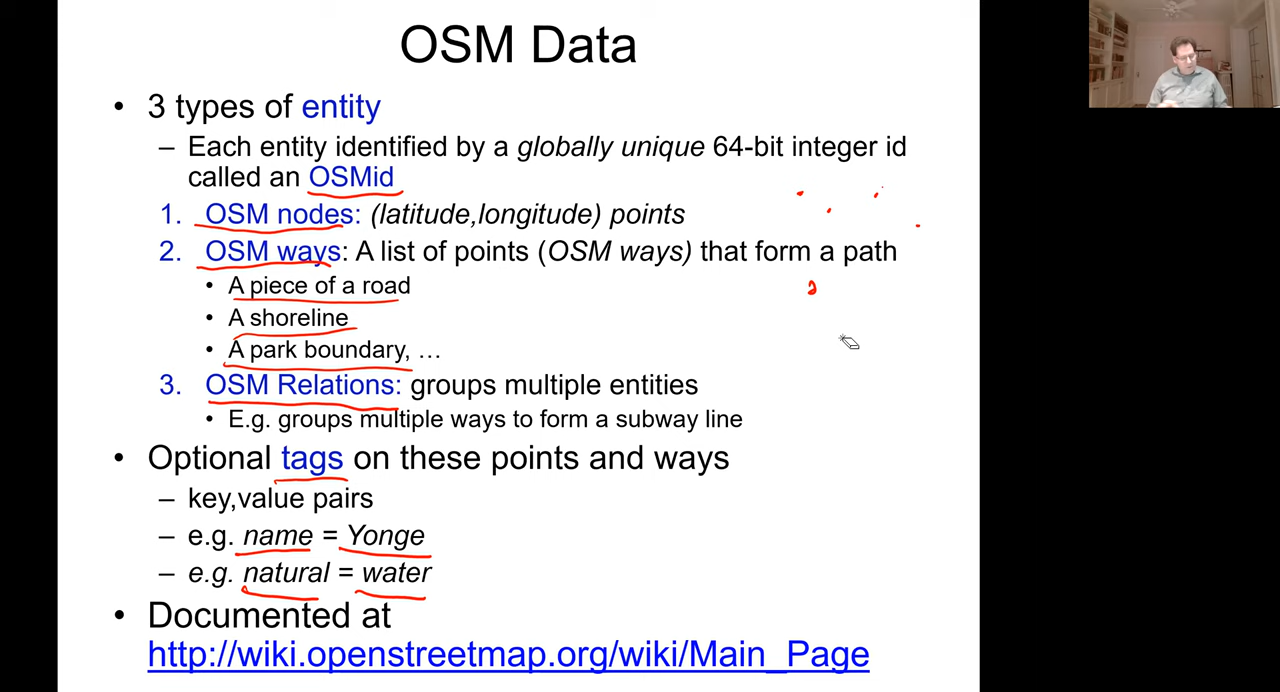 OSM Data
• 3 types of entity
– Each entity identified by a globally unique 64-bit integer id
called an OSMid
1. OSM nodes: (latitude,longitude) points
2. OSM ways: A list of points (OSM ways) that form a path
• A piece of a road
• A shoreline
• A park boundary, …
3. OSM Relations: groups multiple entities
• E.g. groups multiple ways to form a subway line
• Optional tags on these points and ways
– key,value pairs
– e.g. name = Yonge
– e.g. natural = water
• Documented at
http://wiki.openstreetmap.org/wiki/Main_Page